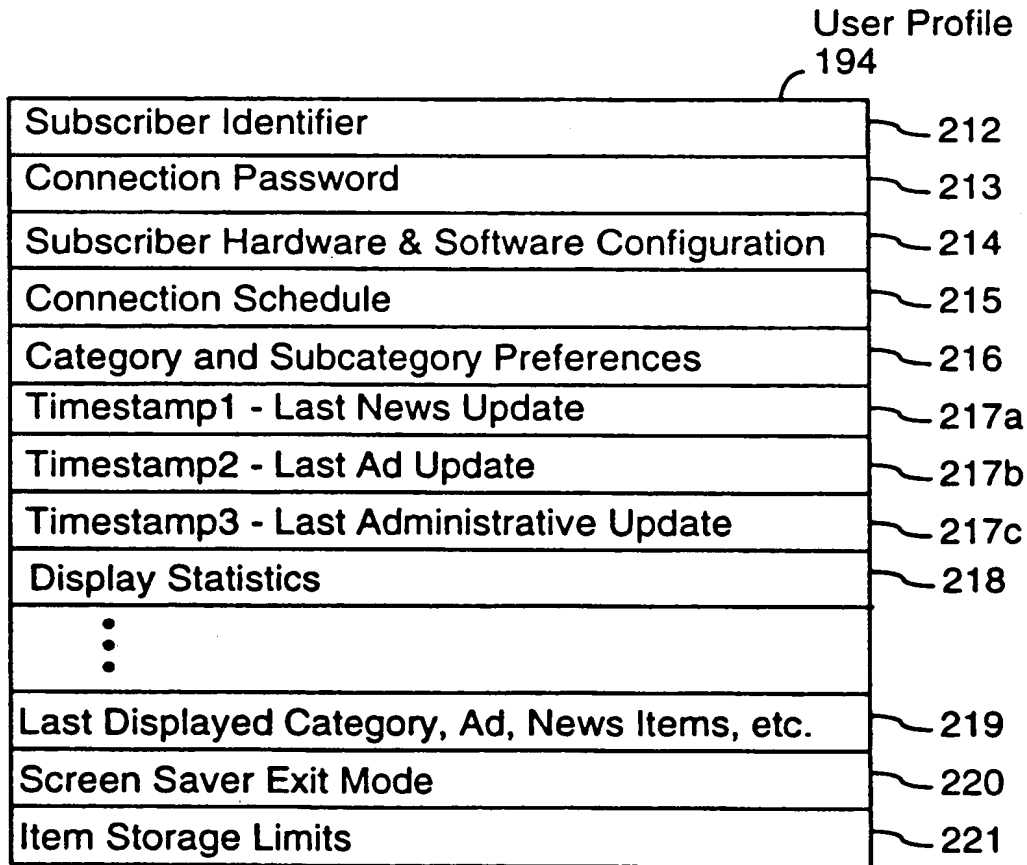 User Profile
194
Subscriber Identifier 212
Connection Password 213
Subscriber Hardware & Software Configuration 214
Connection Schedule 215
Category and Subcategory Preferences 216
Timestamp1 - Last News Update 217a
Timestamp2 - Last Ad Update 217b
Timestamp3 - Last Administrative Update 217c
Display Statistics 218
Last Displayed Category, Ad, News Items, etc. 219
Screen Saver Exit Mode 220
Item Storage Limits 221